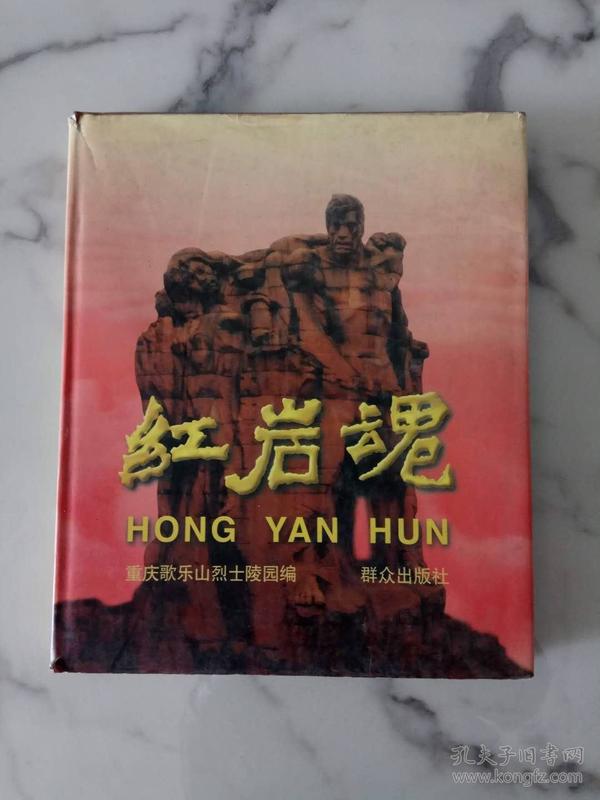 紅岩魂
HONG YAN HUN
重庆歌乐山烈士陵园编 群众出版社
孔夫子旧书网
www.kongfz.com